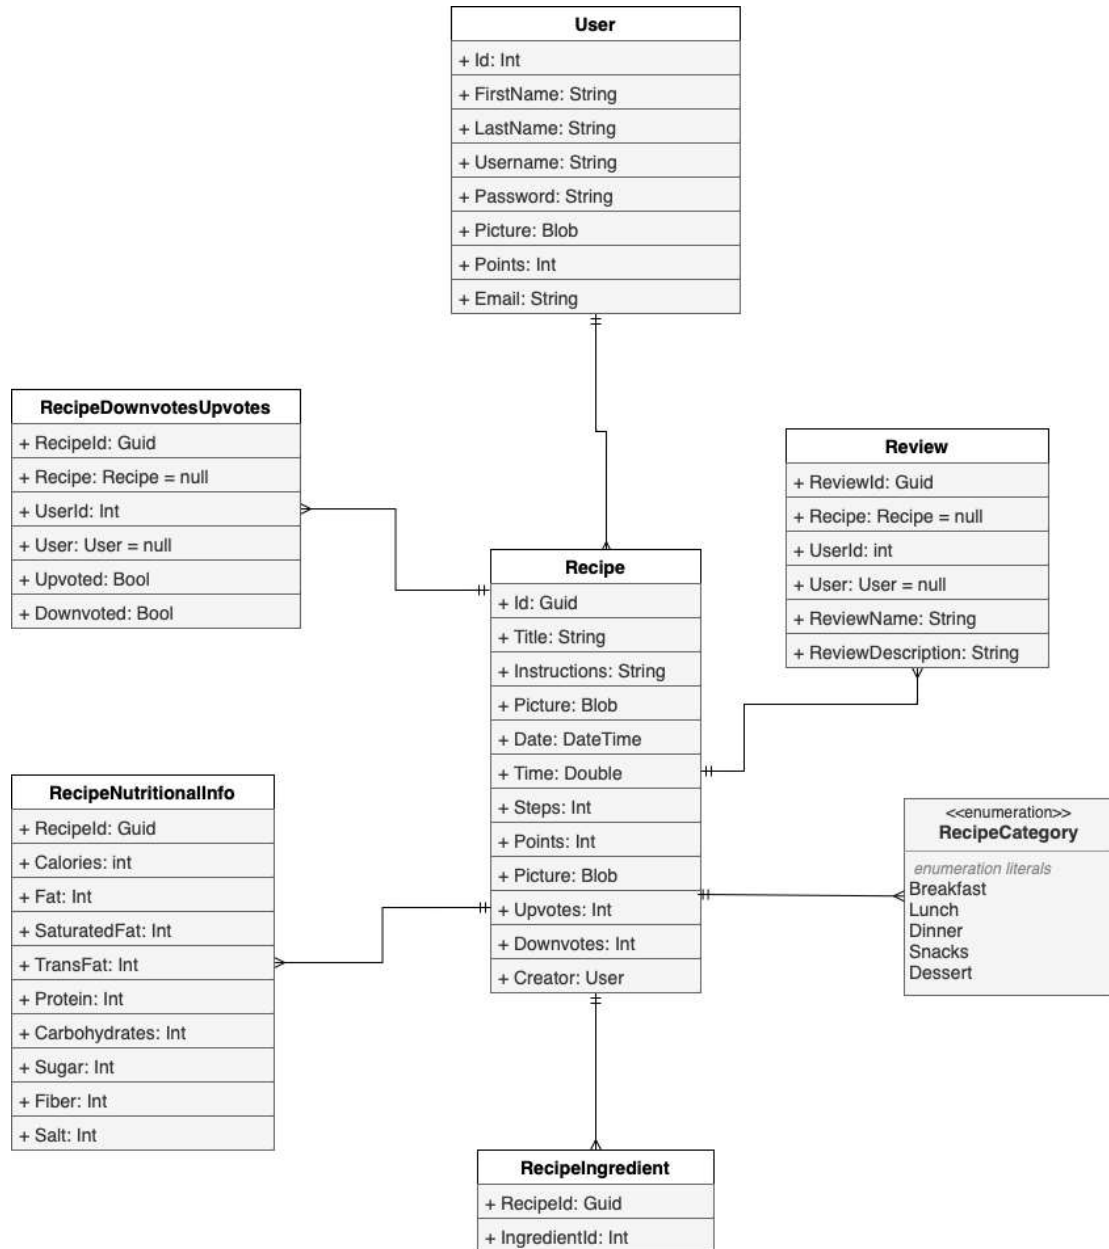 User
+ Id: Int
+ FirstName: String
+ LastName: String
+ Username: String
+ Password: String
+ Picture: Blob
+ Points: Int
+ Email: String
RecipeDownvotesUpvotes
+ RecipeId: Guid
+ Recipe: Recipe = null
+ UserId: Int
+ User: User = null
+ Upvoted: Bool
+ Downvoted: Bool
Review
+ ReviewId: Guid
+ Recipe: Recipe = null
+ UserId: int
+ User: User = null
+ ReviewName: String
+ ReviewDescription: String
Recipe
+ Id: Guid
+ Title: String
+ Instructions: String
+ Picture: Blob
+ Date: DateTime
+ Time: Double
+ Steps: Int
+ Points: Int
+ Picture: Blob
+ Upvotes: Int
+ Downvotes: Int
+ Creator: User
RecipeNutritionalInfo
+ RecipeId: Guid
+ Calories: int
+ Fat: Int
+ SaturatedFat: Int
+ TransFat: Int
+ Protein: Int
+ Carbohydrates: Int
+ Sugar: Int
+ Fiber: Int
+ Salt: Int
<<enumeration>>
RecipeCategory
enumeration literals
Breakfast
Lunch
Dinner
Snacks
Dessert
RecipeIngredient
+ RecipeId: Guid
+ IngredientId: Int